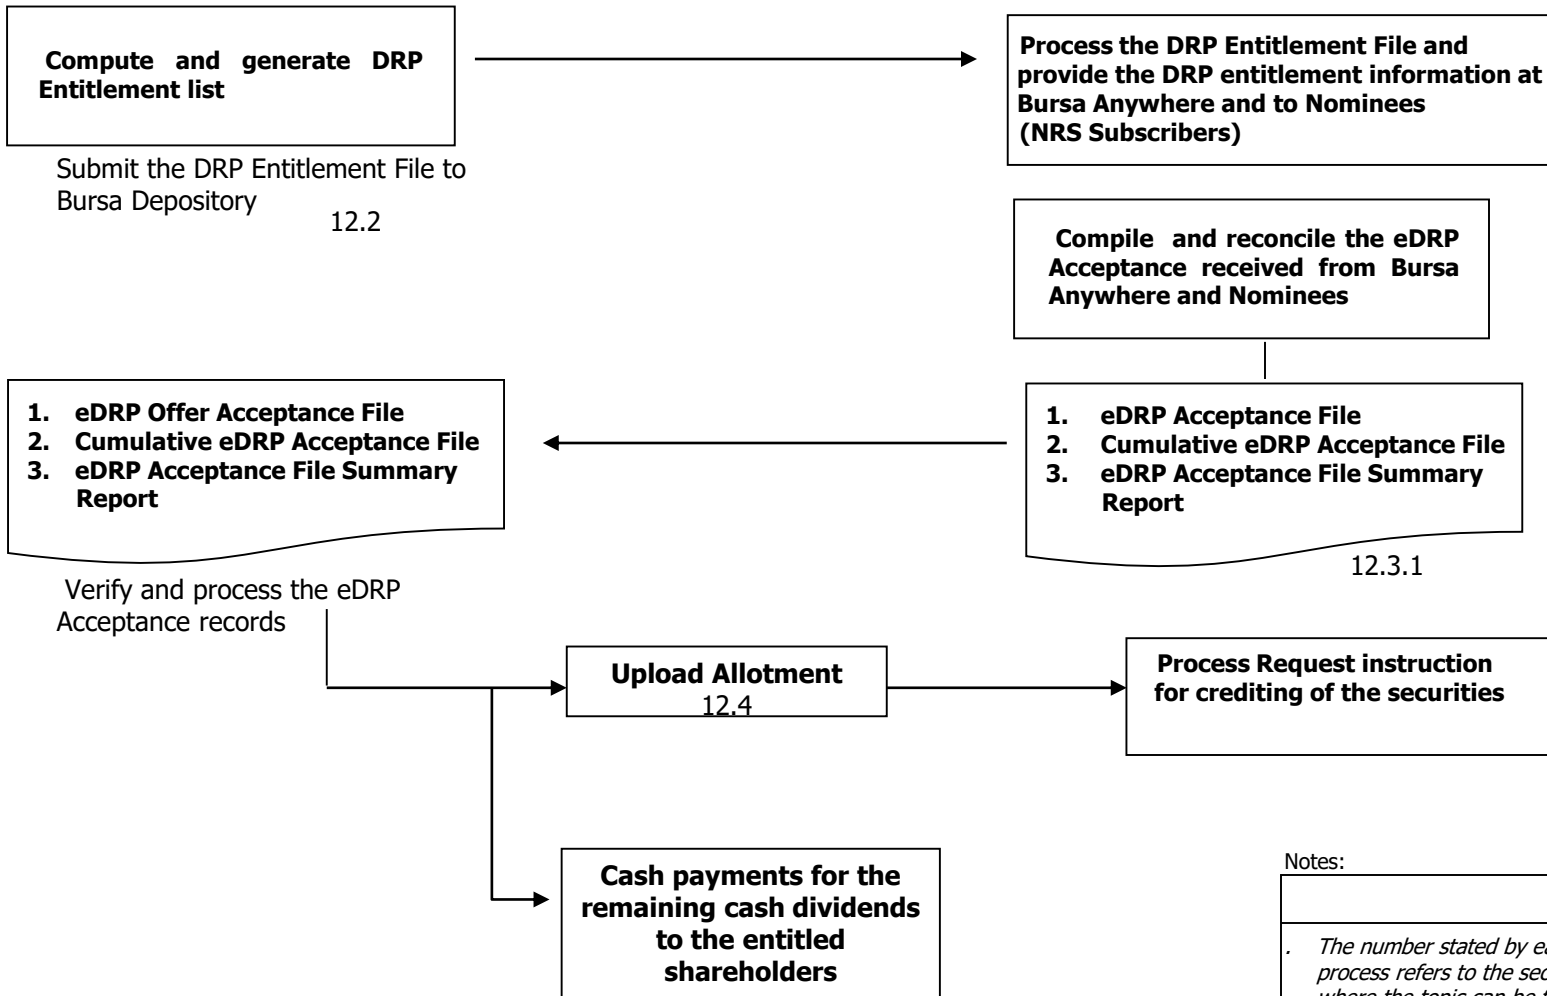 Compute and generate DRP
Entitlement list
Submit the DRP Entitlement File to
Bursa Depository
12.2
Process the DRP Entitlement File and
provide the DRP entitlement information at
Bursa Anywhere and to Nominees
(NRS Subscribers)
Compile and reconcile the eDRP
Acceptance received from Bursa
Anywhere and Nominees
1. eDRP Offer Acceptance File
2. Cumulative eDRP Acceptance File
3. eDRP Acceptance File Summary
Report
1. eDRP Acceptance File
2. Cumulative eDRP Acceptance File
3. eDRP Acceptance File Summary
Report
12.3.1
Verify and process the eDRP
Acceptance records
Upload Allotment
12.4
Process Request instruction
for crediting of the securities
Cash payments for the
remaining cash dividends
to the entitled
shareholders
Notes:
. The number stated by
process refers to the
where the topic can be